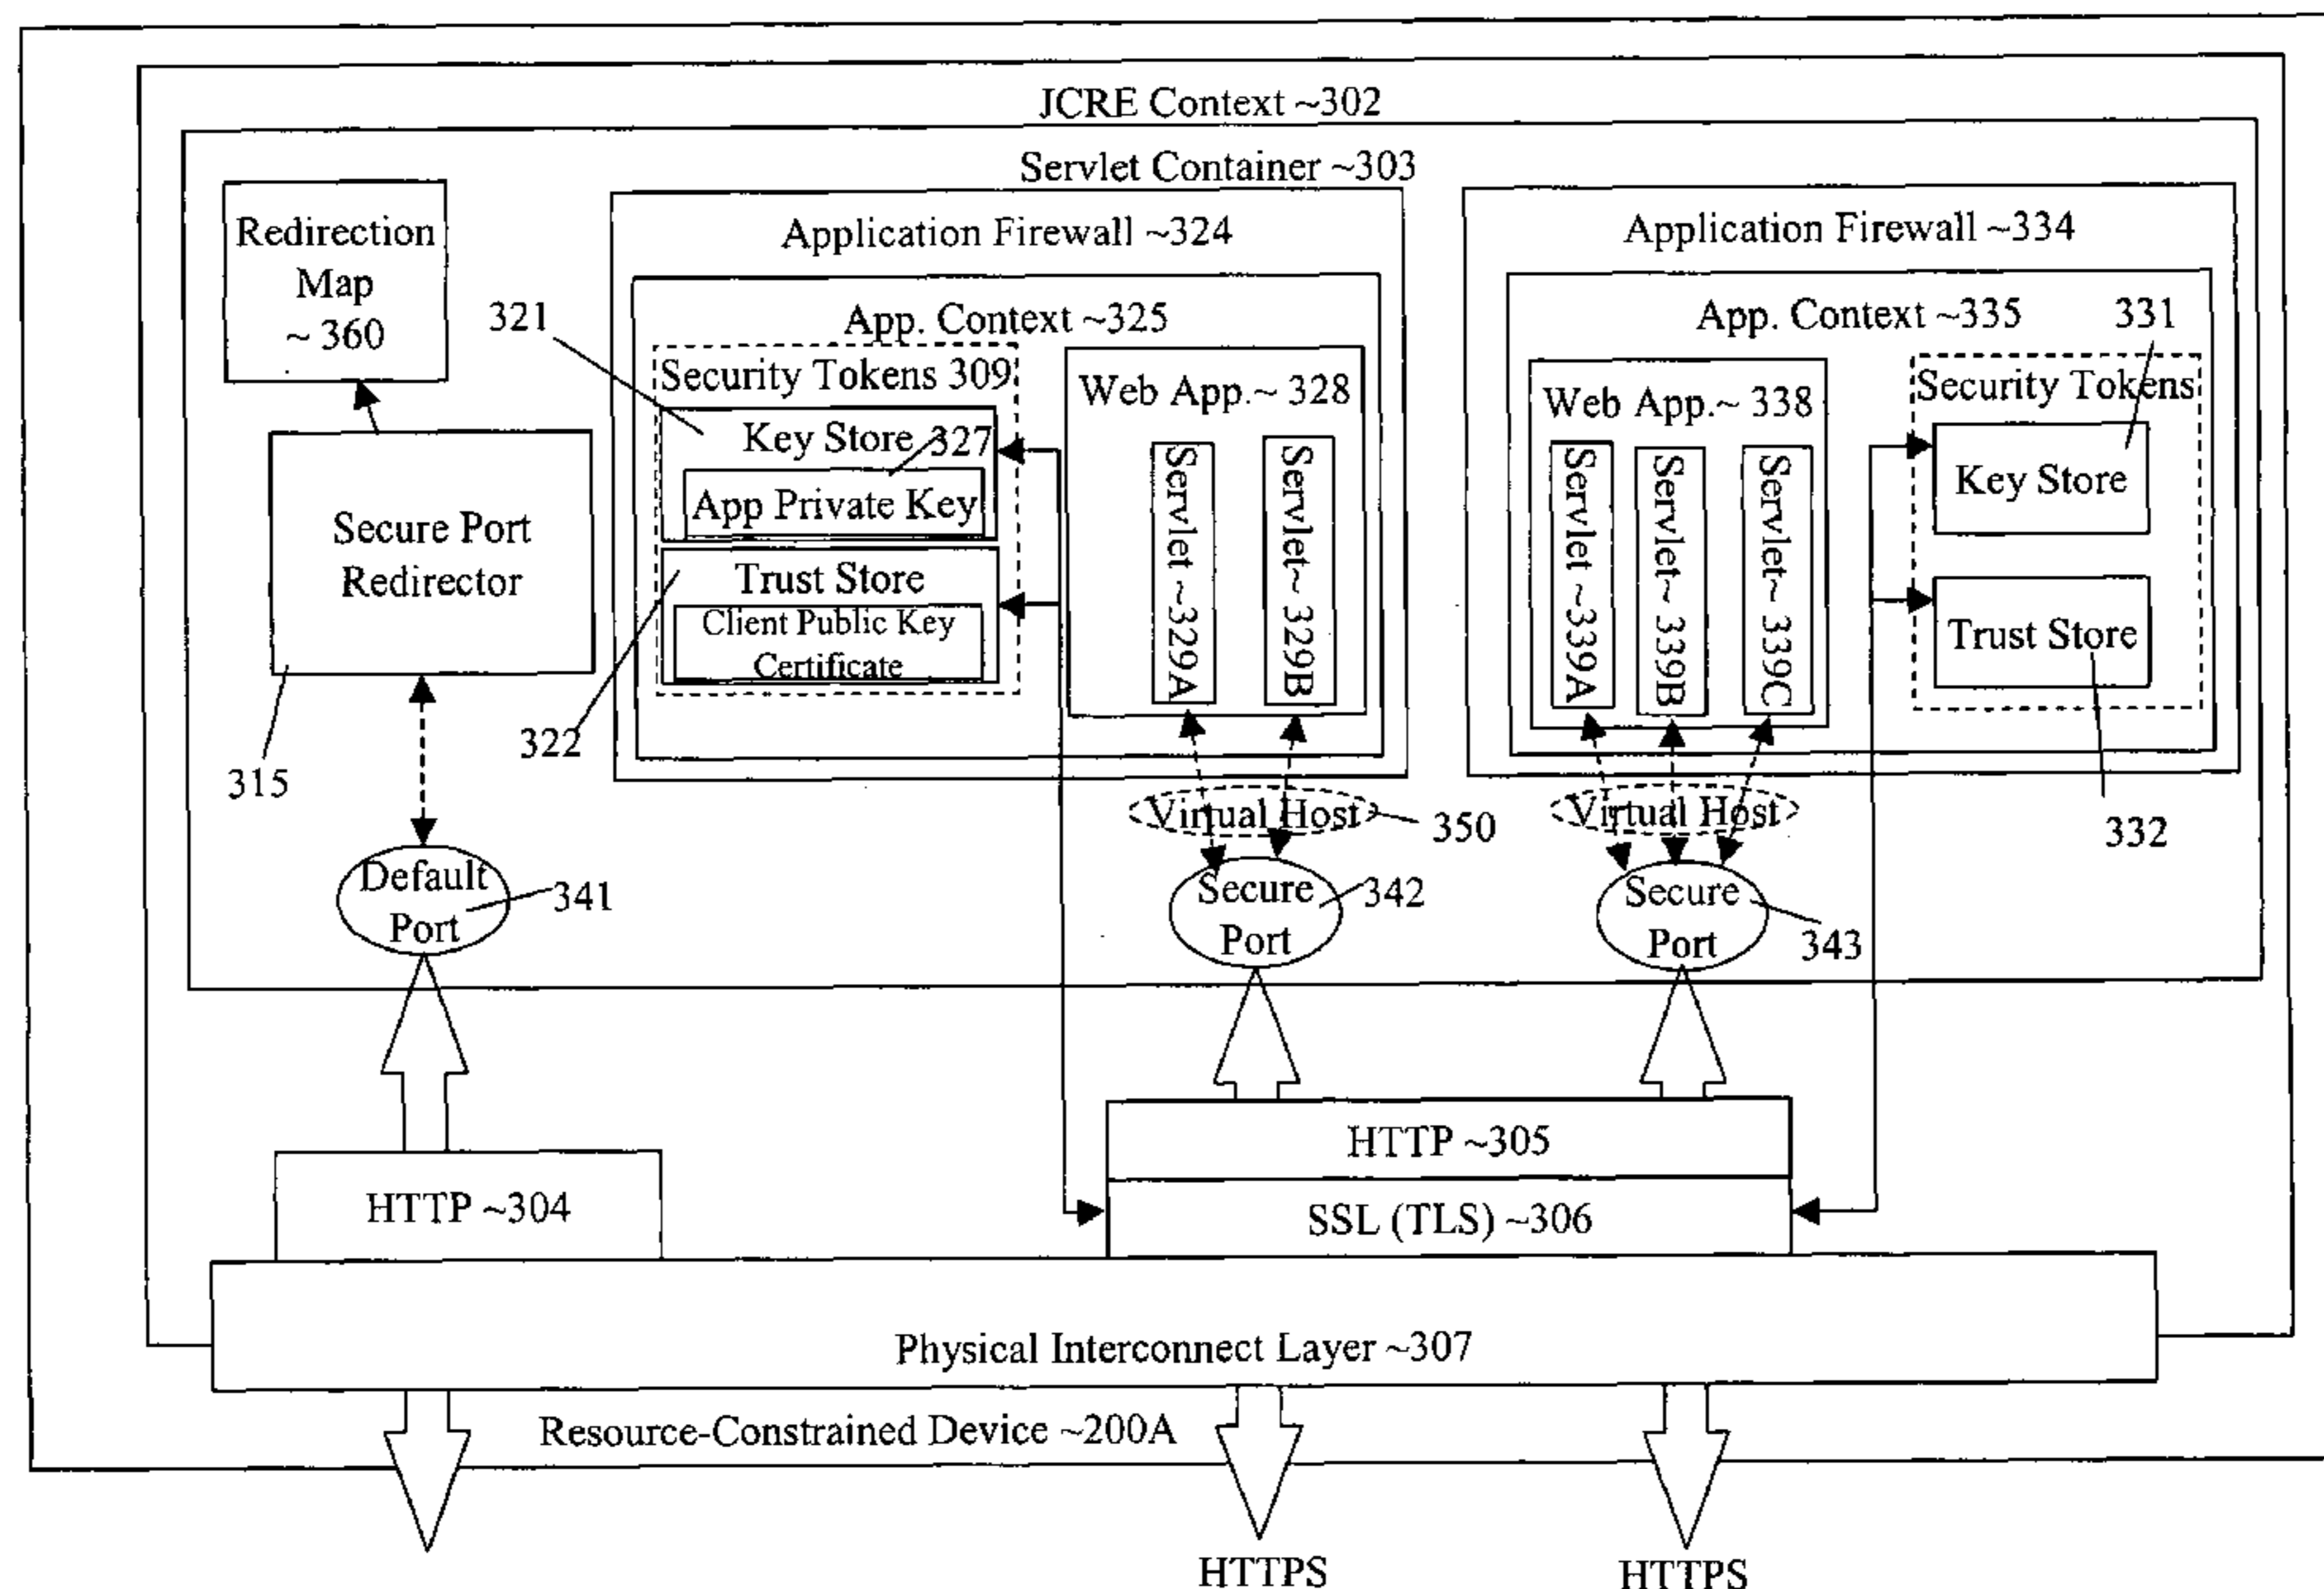 JCRE Context ~302
Servlet Container ~303
Redirection
Map
~ 360
Secure Port
Redirector
315
Default
Port
341
Application Firewall ~324
App. Context ~325
321
Security Tokens 309
Key Store 327
App Private Key
Trust Store
Client Public Key
Certificate
322
Web App.~ 328
Servlet ~329A
Servlet~ 329B
Virtual Host
350
Secure
Port
342
Application Firewall ~334
App. Context ~335
331
Web App.~ 338
Servlet ~339A
Servlet~ 339B
Servlet~ 339C
Security Tokens
Key Store
Trust Store
332
Virtual Host
Secure
Port
343
HTTP ~304
HTTP ~305
SSL (TLS) ~306
Physical Interconnect Layer ~307
Resource-Constrained Device ~200A
HTTPS
HTTPS